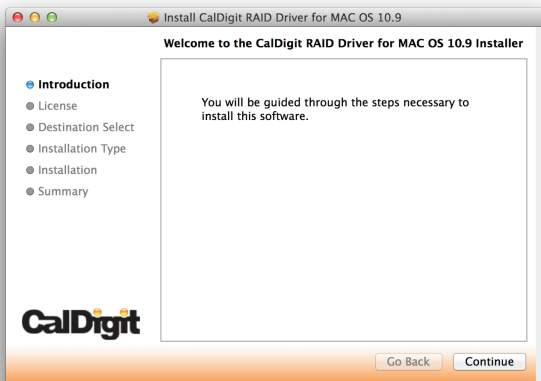 Install CalDigit RAID Driver for MAC OS 10.9
Welcome to the CalDigit RAID Driver for MAC OS 10.9 Installer
Introduction
License
Destination Select
Installation Type
Installation
Summary
You will be guided through the steps necessary to
install this software.
CalDigit
Go Back
Continue